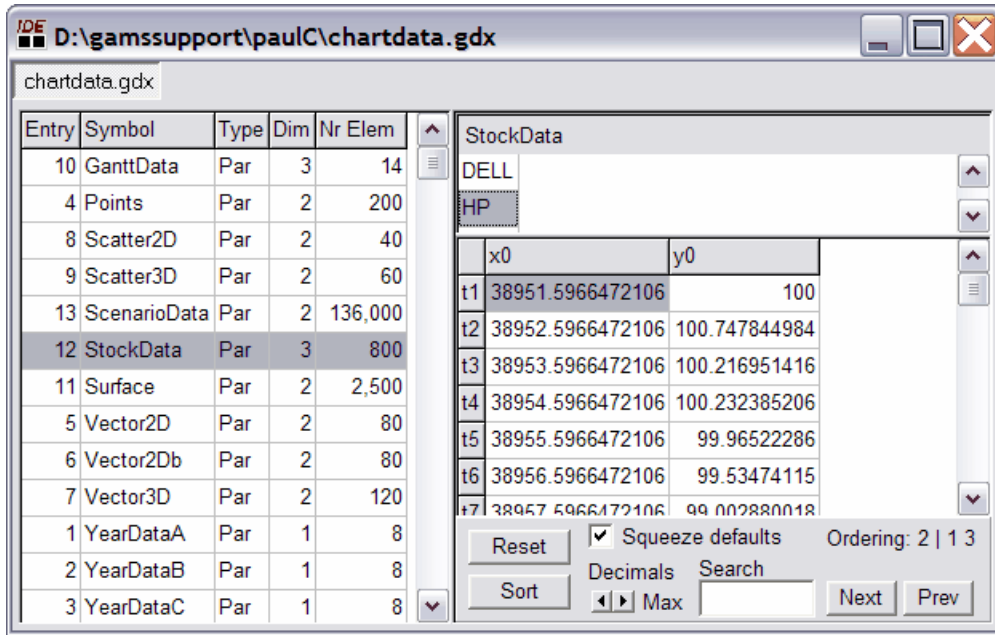 IDE D:\gamssupport\paulC\chartdata.gdx
chartdata.gdx
Entry Symbol Type Dim Nr Elem
10 GanttData Par 3 14
4 Points Par 2 200
8 Scatter2D Par 2 40
9 Scatter3D Par 2 60
13 ScenarioData Par 2 136,000
12 StockData Par 3 800
11 Surface Par 2 2,500
5 Vector2D Par 2 80
6 Vector2Db Par 2 80
7 Vector3D Par 2 120
1 YearDataA Par 1 8
2 YearDataB Par 1 8
3 YearDataC Par 1 8
StockData
DELL
HP
x0 y0
t1 38951.5966472106 100
t2 38952.5966472106 100.747844984
t3 38953.5966472106 100.216951416
t4 38954.5966472106 100.232385206
t5 38955.5966472106 99.96522286
t6 38956.5966472106 99.53474115
t7 38957.5966472106 99.002880018
Reset Squeeze defaults Ordering: 2 | 1 3
Decimals Search
Sort Max Next Prev